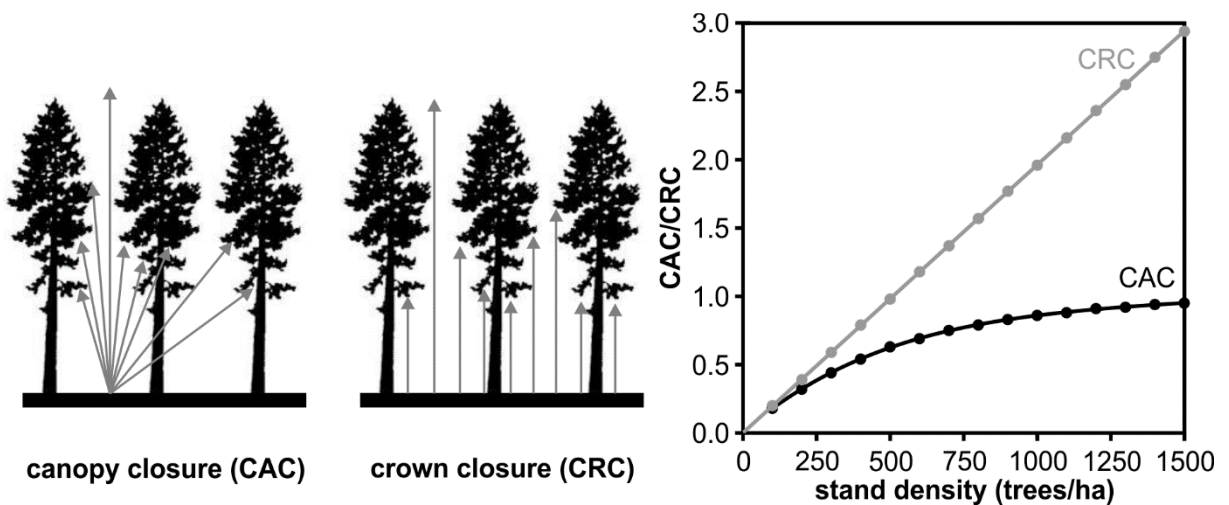 canopy closure (CAC)
crown closure (CRC)
CAC/CRC
3.0
2.5
2.0
1.5
1.0
0.5
0.0
CRC
CAC
0 250 500 750 1000 1250 1500
stand density (trees/ha)